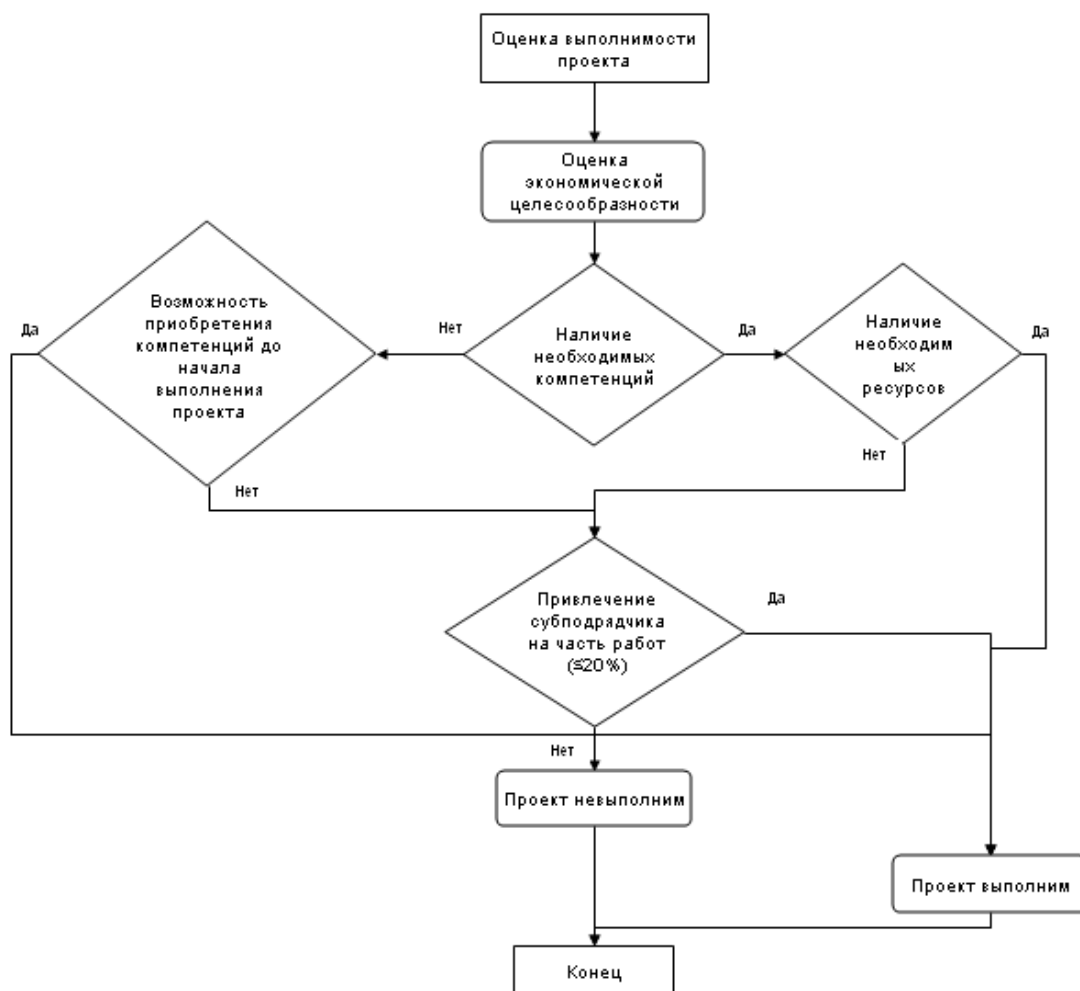 Оценка выполнимости
проекта
Оценка
экономической
целесообразности
Возможность
приобретения
компетенций до
начала
выполнения
проекта
Да
Нет
Наличие
необходимых
компетенций
Да
Наличие
необходим
ых
ресурсов
Да
Нет
Нет
Привлечение
субподрядчика
на часть работ
(≤20%)
Да
Нет
Проект невыполним
Проект выполним
Конец